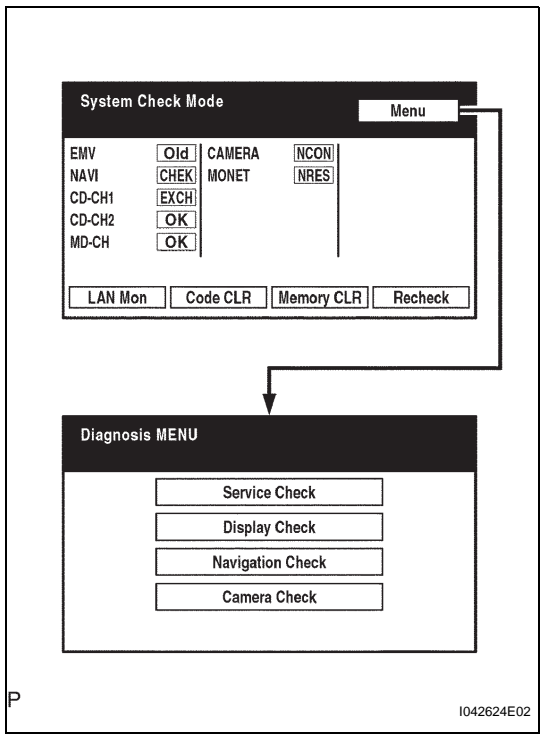 System Check Mode
Menu
EMV Old CAMERA NCON
NAVI CHEK MONET NRES
CD-CH1 EXCH
CD-CH2 OK
MD-CH OK
LAN Mon Code CLR Memory CLR Recheck
Diagnosis MENU
Service Check
Display Check
Navigation Check
Camera Check
P
I042624E02